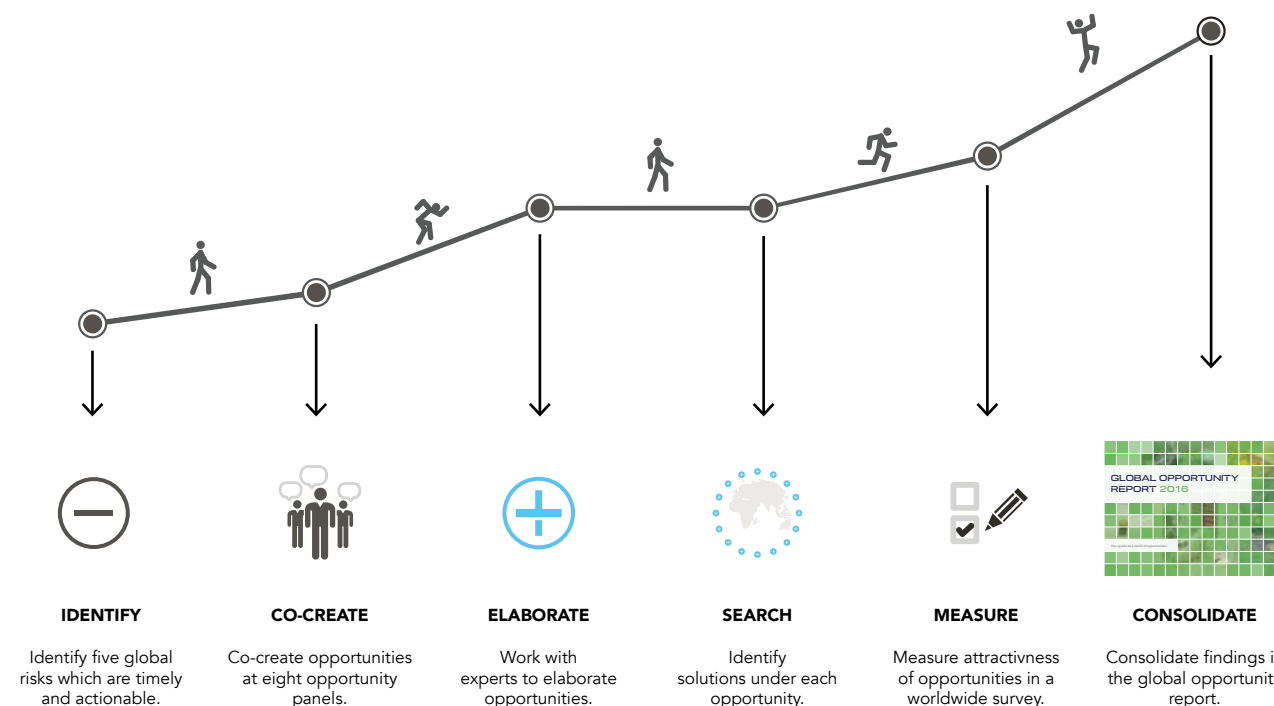 GLOBAL OPPORTUNITY
REPORT 2016
IDENTIFY
Identify five global
risks which are timely
and actionable.
CO-CREATE
Co-create opportunities
at eight opportunity
panels.
ELABORATE
Work with
experts to elaborate
opportunities.
SEARCH
Identify
solutions under each
opportunity.
MEASURE
Measure attractivness
of opportunities in a
worldwide survey.
CONSOLIDATE
Consolidate findings i
the global opportunit
report.